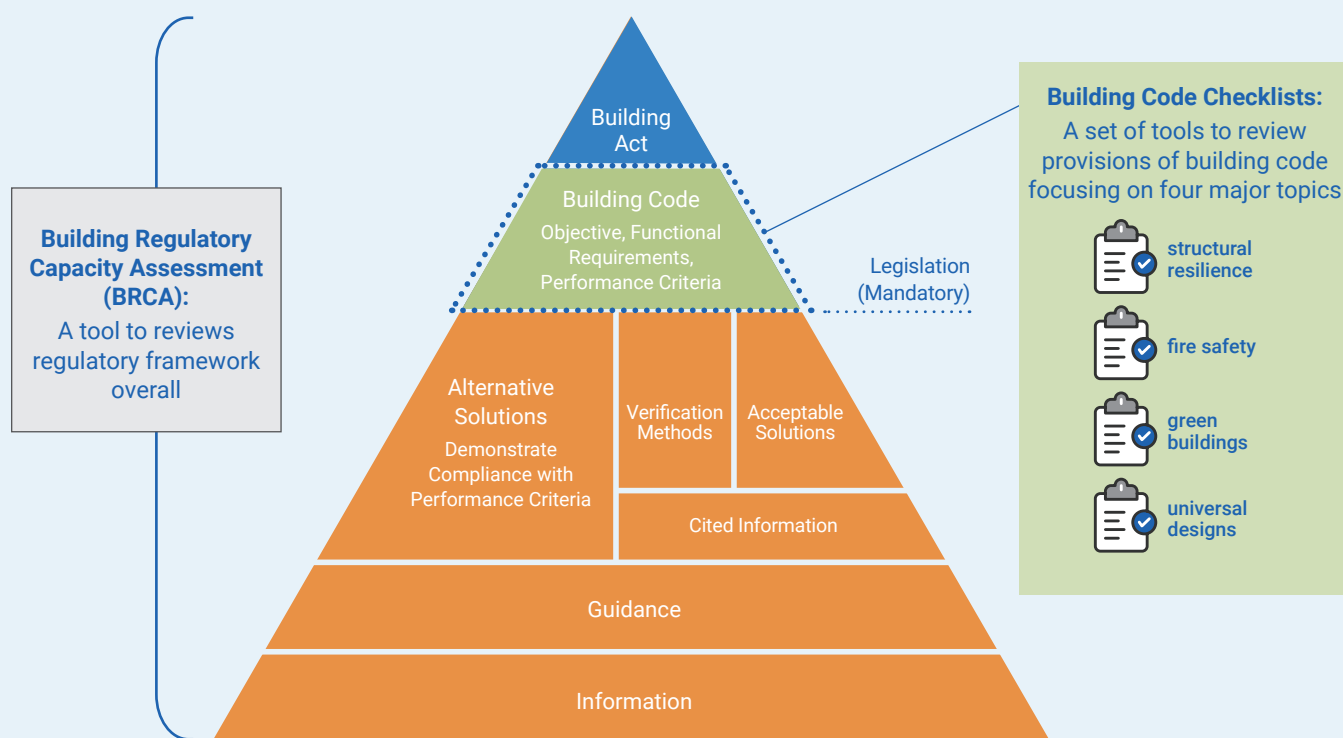 Building
Act
Building Code
Objective, Functional
Requirements,
Performance Criteria
Legislation
(Mandatory)
Building Regulatory
Capacity Assessment
(BRCA):
A tool to reviews
regulatory framework
overall
Building Code Checklists:
A set of tools to review
provisions of building code
focusing on four major topics
structural
resilience
fire safety
green
buildings
universal
designs
Alternative
Solutions
Demonstrate
Compliance with
Performance Criteria
Verification
Methods
Acceptable
Solutions
Cited Information
Guidance
Information